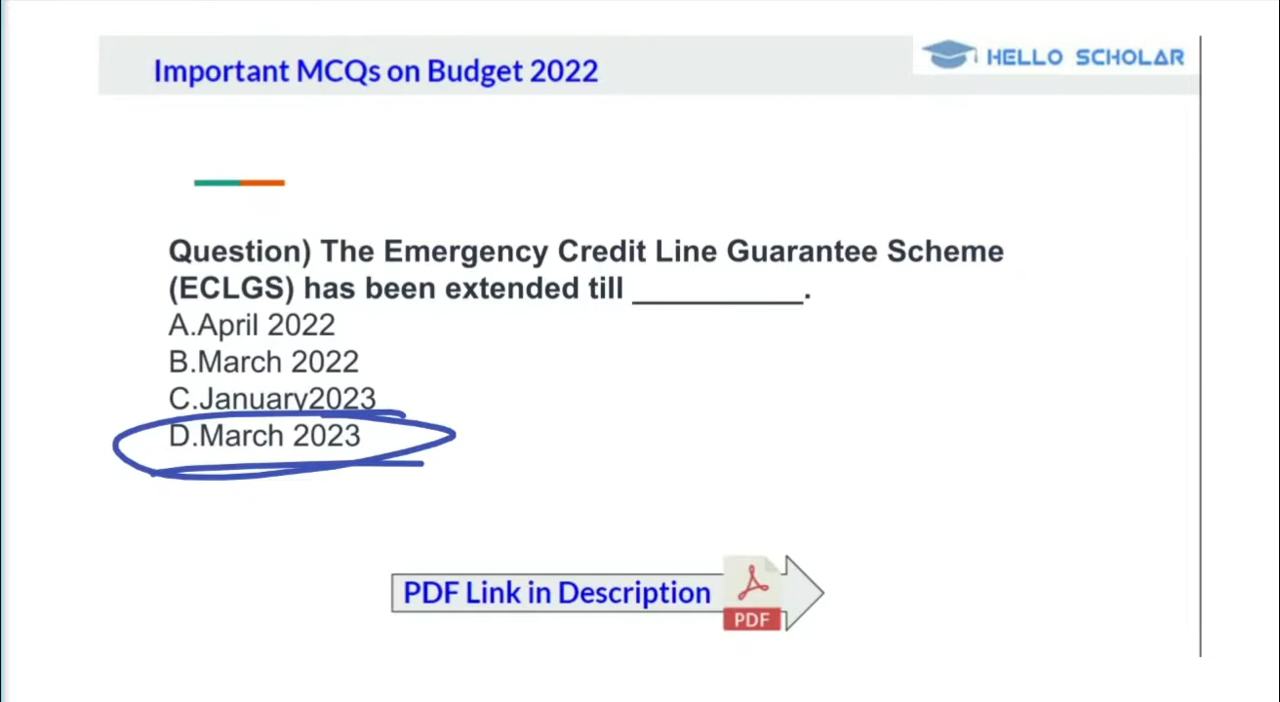 Important MCQs on Budget 2022
HELLO SCHOLAR
Question) The Emergency Credit Line Guarantee Scheme
(ECLGS) has been extended till __________.
A.April 2022
B.March 2022
C.January2023
D.March 2023
PDF Link in Description
PDF